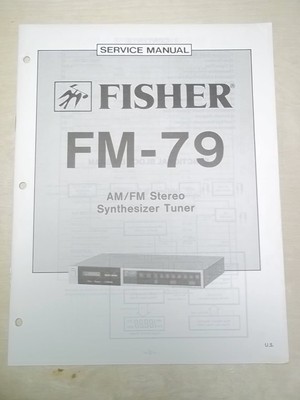 SERVICE MANUAL
FISHER®
FM-79
AM/FM Stereo
Synthesizer Tuner
U.S.